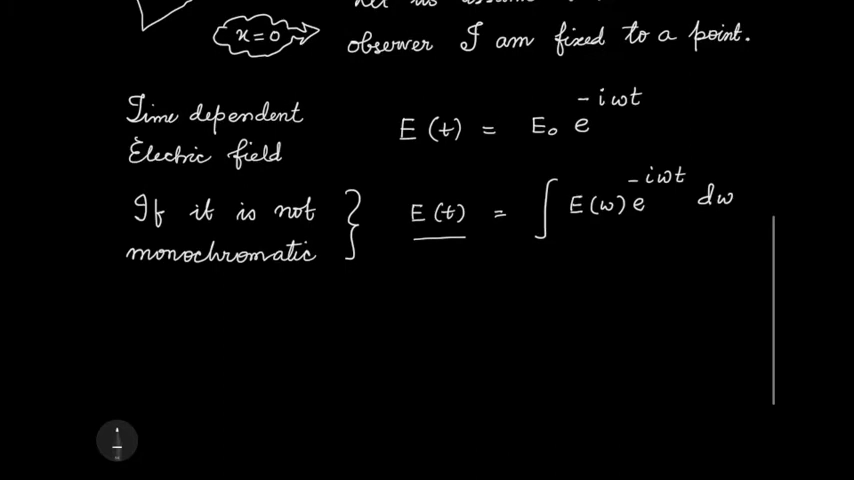 observer I am fixed to a point.
x=0
Time dependent
Electric field
E(t) = E₀ e^{-iωt}
If it is not
monochromatic
E(t) = ∫ E(ω) e^{-iωt} dω